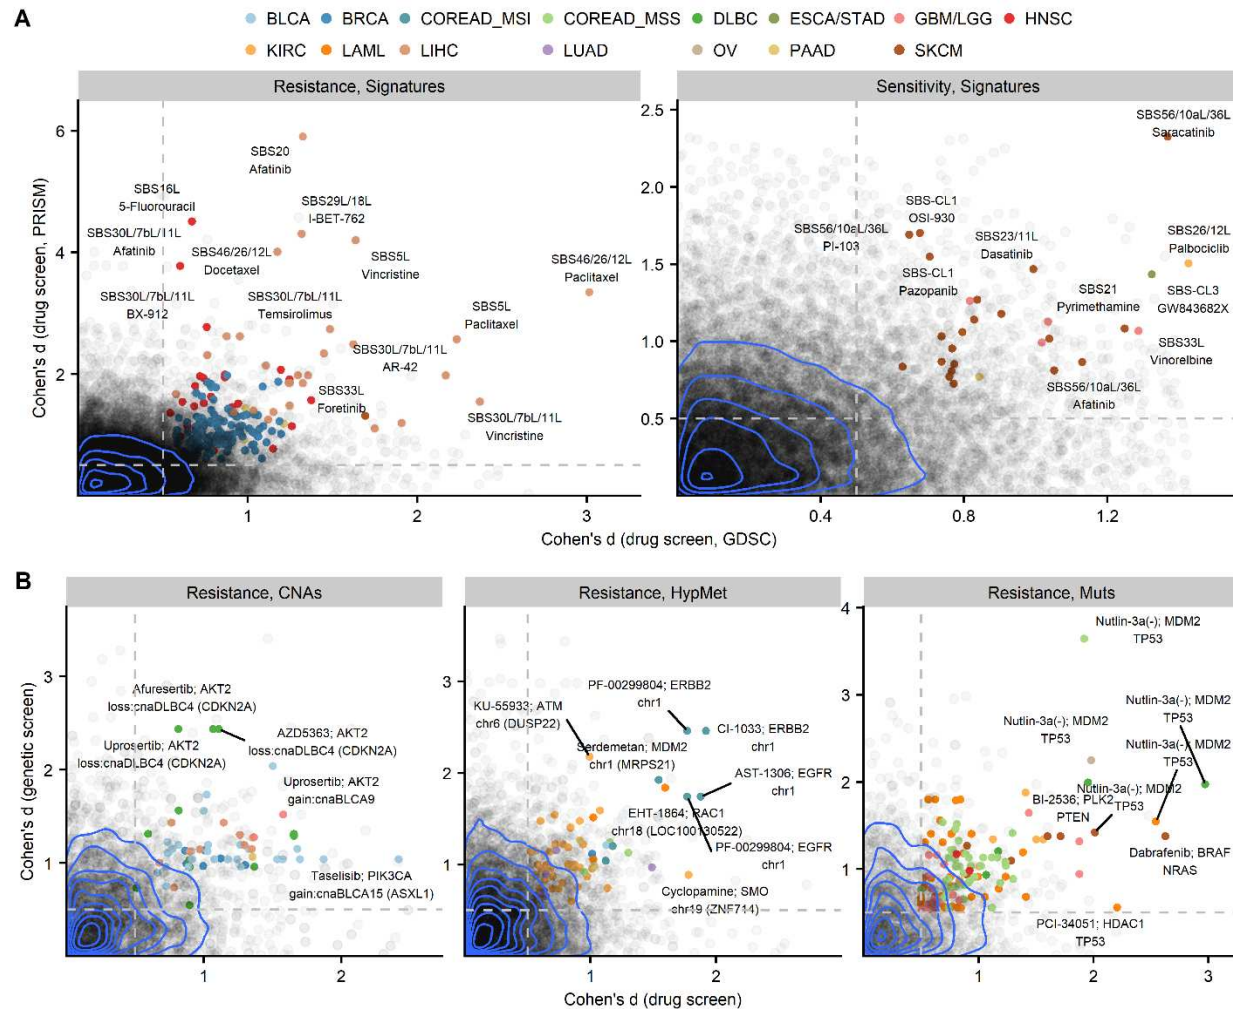 A
BLCA BRCA COREAD_MSI COREAD_MSS DLBC ESCA/STAD GBM/LGG HNSC
KIRC LAML LIHC LUAD OV PAAD SKCM
Resistance, Signatures
Cohen's d (drug screen, PRISM)
6
4
2
1
2
3
SBS20
Afatinib
SBS16L
5-Fluorouracil
SBS29L/18L
I-BET-762
SBS30L/7bL/11L
Afatinib
SBS46/26/12L
Docetaxel
SBS5L
Vincristine
SBS46/26/12L
Paclitaxel
SBS30L/7bL/11L
BX-912
SBS30L/7bL/11L
Temsirolimus
SBS5L
Paclitaxel
SBS30L/7bL/11L
AR-42
SBS33L
Foretinib
SBS30L/7bL/11L
Vincristine
Sensitivity, Signatures
2.5
2.0
1.5
1.0
0.5
0.4
0.8
1.2
SBS56/10aL/36L
Saracatinib
SBS-CL1
OSI-930
SBS56/10aL/36L
PI-103
SBS23/11L
Dasatinib
SBS26/12L
Palbociclib
SBS-CL1
Pazopanib
SBS21
Pyrimethamine
SBS-CL3
GW843682X
SBS33L
Vinorelbine
SBS56/10aL/36L
Afatinib
Cohen's d (drug screen, GDSC)
B
Resistance, CNAs
Cohen's d (genetic screen)
3
2
1
1
2
Afuresertib; AKT2
loss:cnaDLBC4 (CDKN2A)
AZD5363; AKT2
loss:cnaDLBC4 (CDKN2A)
Uprosertib; AKT2
loss:cnaDLBC4 (CDKN2A)
Uprosertib; AKT2
gain:cnaBLCA9
Taselisib; PIK3CA
gain:cnaBLCA15 (ASXL1)
Resistance, HypMet
3
2
1
1
2
PF-00299804; ERBB2
chr1
KU-55933; ATM
chr6 (DUSP22)
CI-1033; ERBB2
chr1
Serdemetan; MDM2
chr1 (MRPS21)
AST-1306; EGFR
chr1
EHT-1864; RAC1
chr18 (LOC100130522)
PF-00299804; EGFR
chr1
Cyclopamine; SMO
chr19 (ZNF714)
Resistance, Muts
4
3
2
1
1
2
3
Nutlin-3a(-); MDM2
TP53
Nutlin-3a(-); MDM2
TP53
Nutlin-3a(-); MDM2
TP53
Nutlin-3a(-); MDM2
TP53
Nutlin-3a(-); MDM2
TP53
BI-2536; PLK2
PTEN
Dabrafenib; BRAF
NRAS
PCI-34051; HDAC1
TP53
Cohen's d (drug screen)